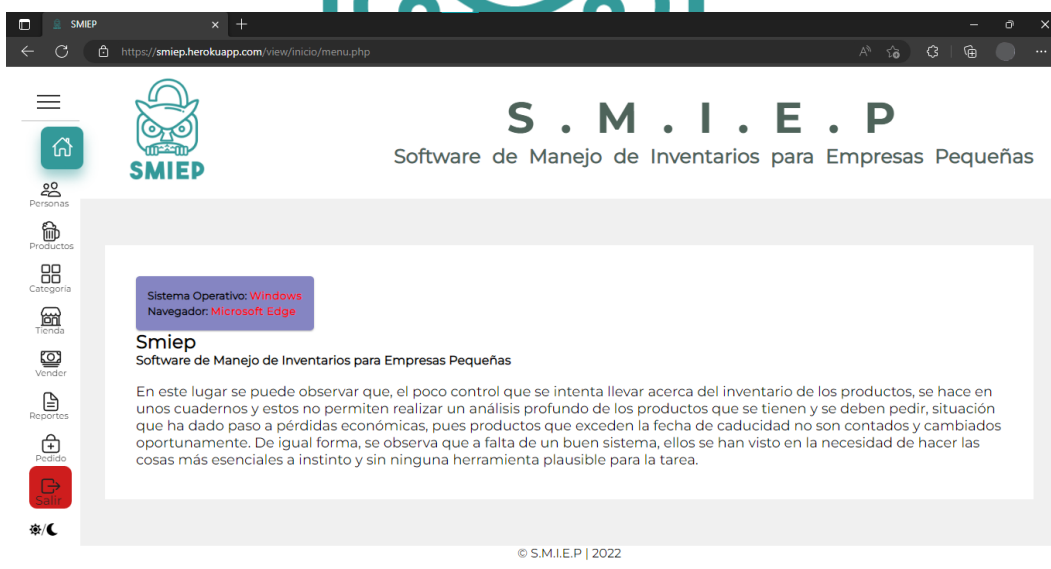 SMIEP
https://smiep.herokuapp.com/view/inicio/menu.php
SMIEP
S . M . I . E . P
Software de Manejo de Inventarios para Empresas Pequeñas
Personas
Productos
Categoria
Tienda
Vender
Reportes
Pedido
Salir
Sistema Operativo: Windows
Navegador: Microsoft Edge
Smiep
Software de Manejo de Inventarios para Empresas Pequeñas
En este lugar se puede observar que, el poco control que se intenta llevar acerca del inventario de los productos, se hace en
unos cuadernos y estos no permiten realizar un análisis profundo de los productos que se tienen y se deben pedir, situación
que ha dado paso a pérdidas económicas, pues productos que exceden la fecha de caducidad no son contados y cambiados
oportunamente. De igual forma, se observa que a falta de un buen sistema, ellos se han visto en la necesidad de hacer las
cosas más esenciales a instinto y sin ninguna herramienta plausible para la tarea.
© S.M.I.E.P | 2022